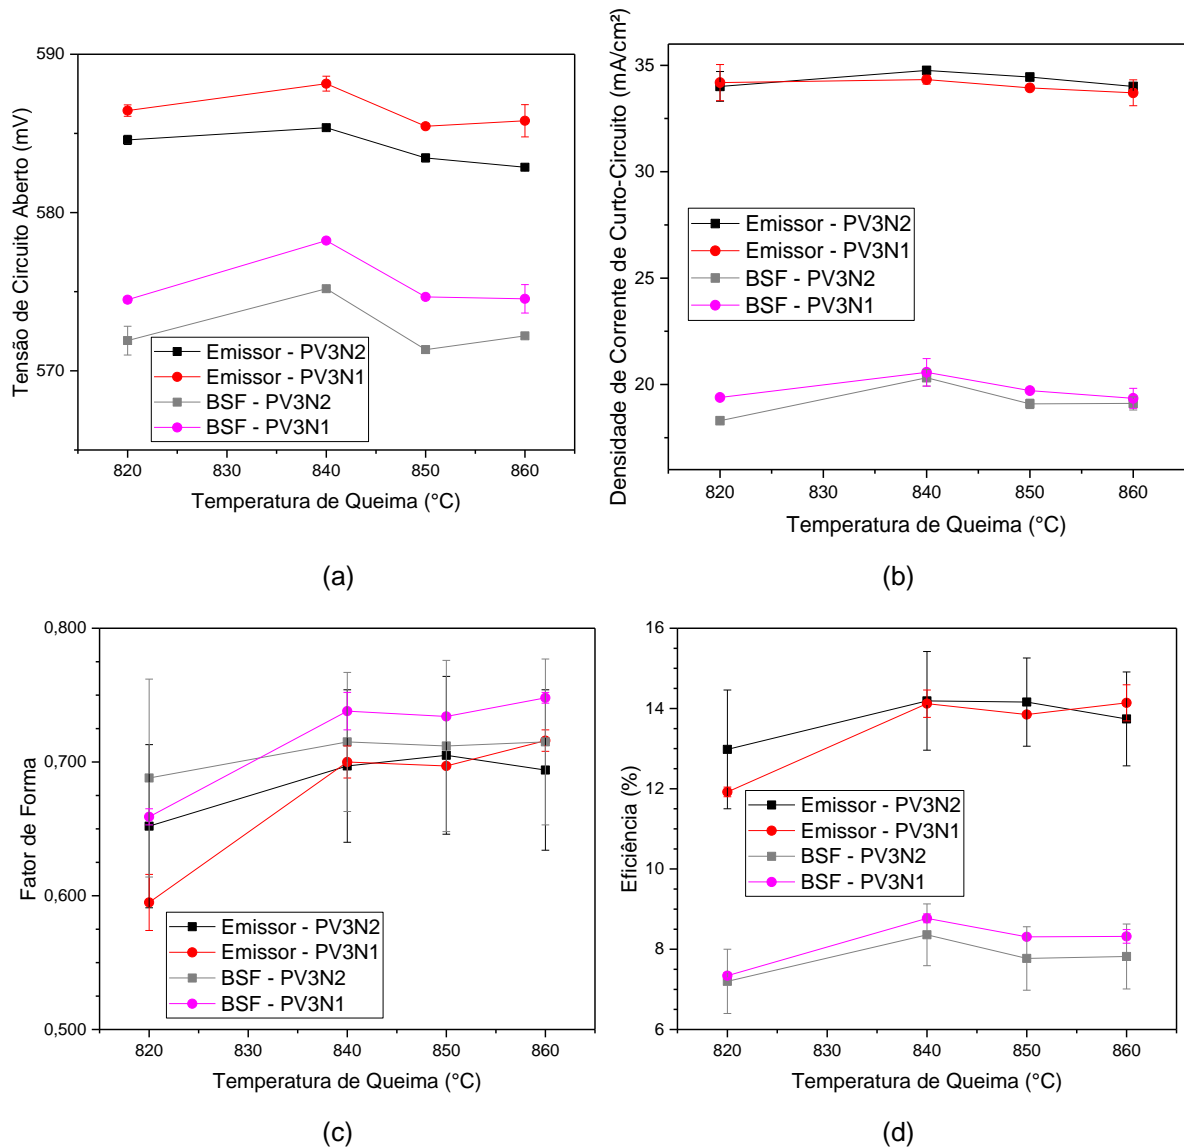 590
580
570
Tensão de Circuito Aberto (mV)
Emissor - PV3N2
Emissor - PV3N1
BSF - PV3N2
BSF - PV3N1
820 830 840 850 860
Temperatura de Queima (°C)
(a)
35
30
25
20
Densidade de Corrente de Curto-Circuito (mA/cm²)
Emissor - PV3N2
Emissor - PV3N1
BSF - PV3N2
BSF - PV3N1
820 830 840 850 860
Temperatura de Queima (°C)
(b)
0,800
0,700
0,600
0,500
Fator de Forma
Emissor - PV3N2
Emissor - PV3N1
BSF - PV3N2
BSF - PV3N1
820 830 840 850 860
Temperatura de Queima (°C)
(c)
16
14
12
10
8
6
Eficiência (%)
Emissor - PV3N2
Emissor - PV3N1
BSF - PV3N2
BSF - PV3N1
820 830 840 850 860
Temperatura de Queima (°C)
(d)